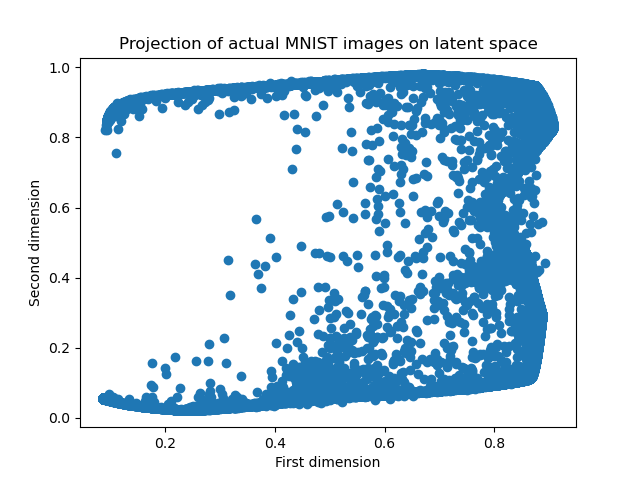 Projection of actual MNIST images on latent space
1.0
0.8
0.6
0.4
0.2
0.0
Second dimension
0.2 0.4 0.6 0.8
First dimension